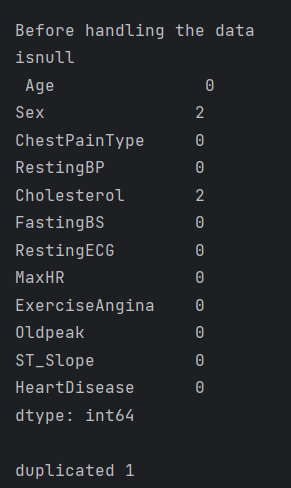 Before handling the data
isnull
Age 0
Sex 2
ChestPainType 0
RestingBP 0
Cholesterol 2
FastingBS 0
RestingECG 0
MaxHR 0
ExerciseAngina 0
Oldpeak 0
ST_Slope 0
HeartDisease 0
dtype: int64
duplicated 1